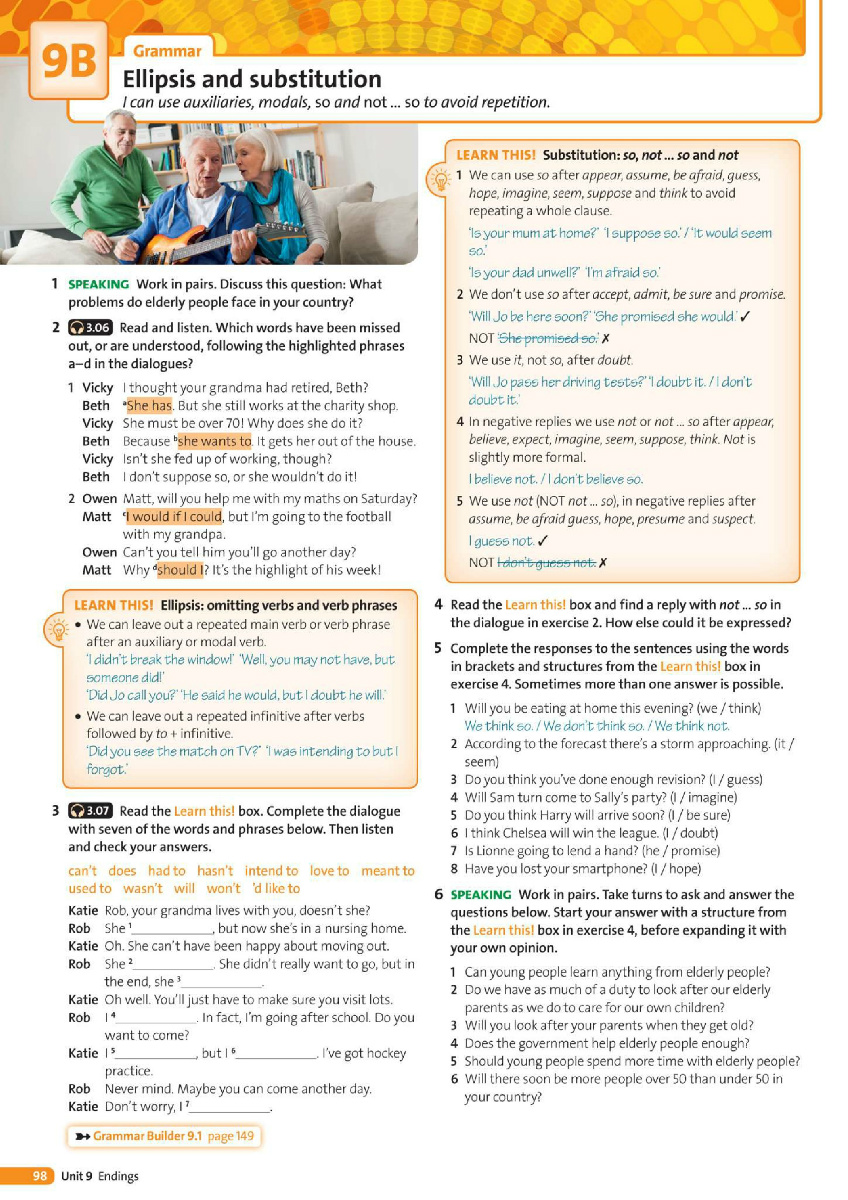 9B
Grammar
Ellipsis and substitution
I can use auxiliaries, modals, so and not ... so to avoid repetition.
1 SPEAKING Work in pairs. Discuss this question: What
problems do elderly people face in your country?
2 3.06 Read and listen. Which words have been missed
out, or are understood, following the highlighted phrases
a–d in the dialogues?
1 Vicky I thought your grandma had retired, Beth?
Beth ᵃShe has. But she still works at the charity shop.
Vicky She must be over 70! Why does she do it?
Beth Because ᵇshe wants to. It gets her out of the house.
Vicky Isn't she fed up of working, though?
Beth I don't suppose so, or she wouldn't do it!
2 Owen Matt, will you help me with my maths on Saturday?
Matt ᶜI would if I could, but I'm going to the football
with my grandpa.
Owen Can't you tell him you'll go another day?
Matt Why ᵈshould I? It's the highlight of his week!
LEARN THIS! Ellipsis: omitting verbs and verb phrases
• We can leave out a repeated main verb or verb phrase
after an auxiliary or modal verb.
'I didn't break the window!' 'Well, you may not have, but
someone did!'
'Did Jo call you?' 'He said he would, but I doubt he will.'
• We can leave out a repeated infinitive after verbs
followed by to + infinitive.
'Did you see the match on TV?' 'I was intending to but I
forgot.'
3 3.07 Read the Learn this! box. Complete the dialogue
with seven of the words and phrases below. Then listen
and check your answers.
can't does had to hasn't intend to love to meant to
used to wasn't will won't 'd like to
Katie Rob, your grandma lives with you, doesn't she?
Rob She ¹____________, but now she's in a nursing home.
Katie Oh. She can't have been happy about moving out.
Rob She ²____________. She didn't really want to go, but in
the end, she ³____________.
Katie Oh well. You'll just have to make sure you visit lots.
Rob I ⁴____________. In fact, I'm going after school. Do you
want to come?
Katie I ⁵____________, but I ⁶____________. I've got hockey
practice.
Rob Never mind. Maybe you can come another day.
Katie Don't worry, I ⁷____________.
Grammar Builder 9.1 page 149
LEARN THIS! Substitution: so, not ... so and not
1 We can use so after appear, assume, be afraid, guess,
hope, imagine, seem, suppose and think to avoid
repeating a whole clause.
'Is your mum at home?' 'I suppose so.' / 'It would seem
so.'
'Is your dad unwell?' 'I'm afraid so.'
2 We don't use so after accept, admit, be sure and promise.
'Will Jo be here soon?' 'She promised she would.' ✓
NOT 'She promised so.' ✗
3 We use it, not so, after doubt.
'Will Jo pass her driving tests?' 'I doubt it. / I don't
doubt it.'
4 In negative replies we use not or not ... so after appear,
believe, expect, imagine, seem, suppose, think. Not is
slightly more formal.
I believe not. / I don't believe so.
5 We use not (NOT not ... so), in negative replies after
assume, be afraid guess, hope, presume and suspect.
I guess not. ✓
NOT I don't guess not. ✗
4 Read the Learn this! box and find a reply with not ... so in
the dialogue in exercise 2. How else could it be expressed?
5 Complete the responses to the sentences using the words
in brackets and structures from the Learn this! box in
exercise 4. Sometimes more than one answer is possible.
1 Will you be eating at home this evening? (we / think)
We think so. / We don't think so. / We think not.
2 According to the forecast there's a storm approaching. (it /
seem)
3 Do you think you've done enough revision? (I / guess)
4 Will Sam turn come to Sally's party? (I / imagine)
5 Do you think Harry will arrive soon? (I / be sure)
6 I think Chelsea will win the league. (I / doubt)
7 Is Lionne going to lend a hand? (he / promise)
8 Have you lost your smartphone? (I / hope)
6 SPEAKING Work in pairs. Take turns to ask and answer the
questions below. Start your answer with a structure from
the Learn this! box in exercise 4, before expanding it with
your own opinion.
1 Can young people learn anything from elderly people?
2 Do we have as much of a duty to look after our elderly
parents as we do to care for our own children?
3 Will you look after your parents when they get old?
4 Does the government help elderly people enough?
5 Should young people spend more time with elderly people?
6 Will there soon be more people over 50 than under 50 in
your country?
98 Unit 9 Endings